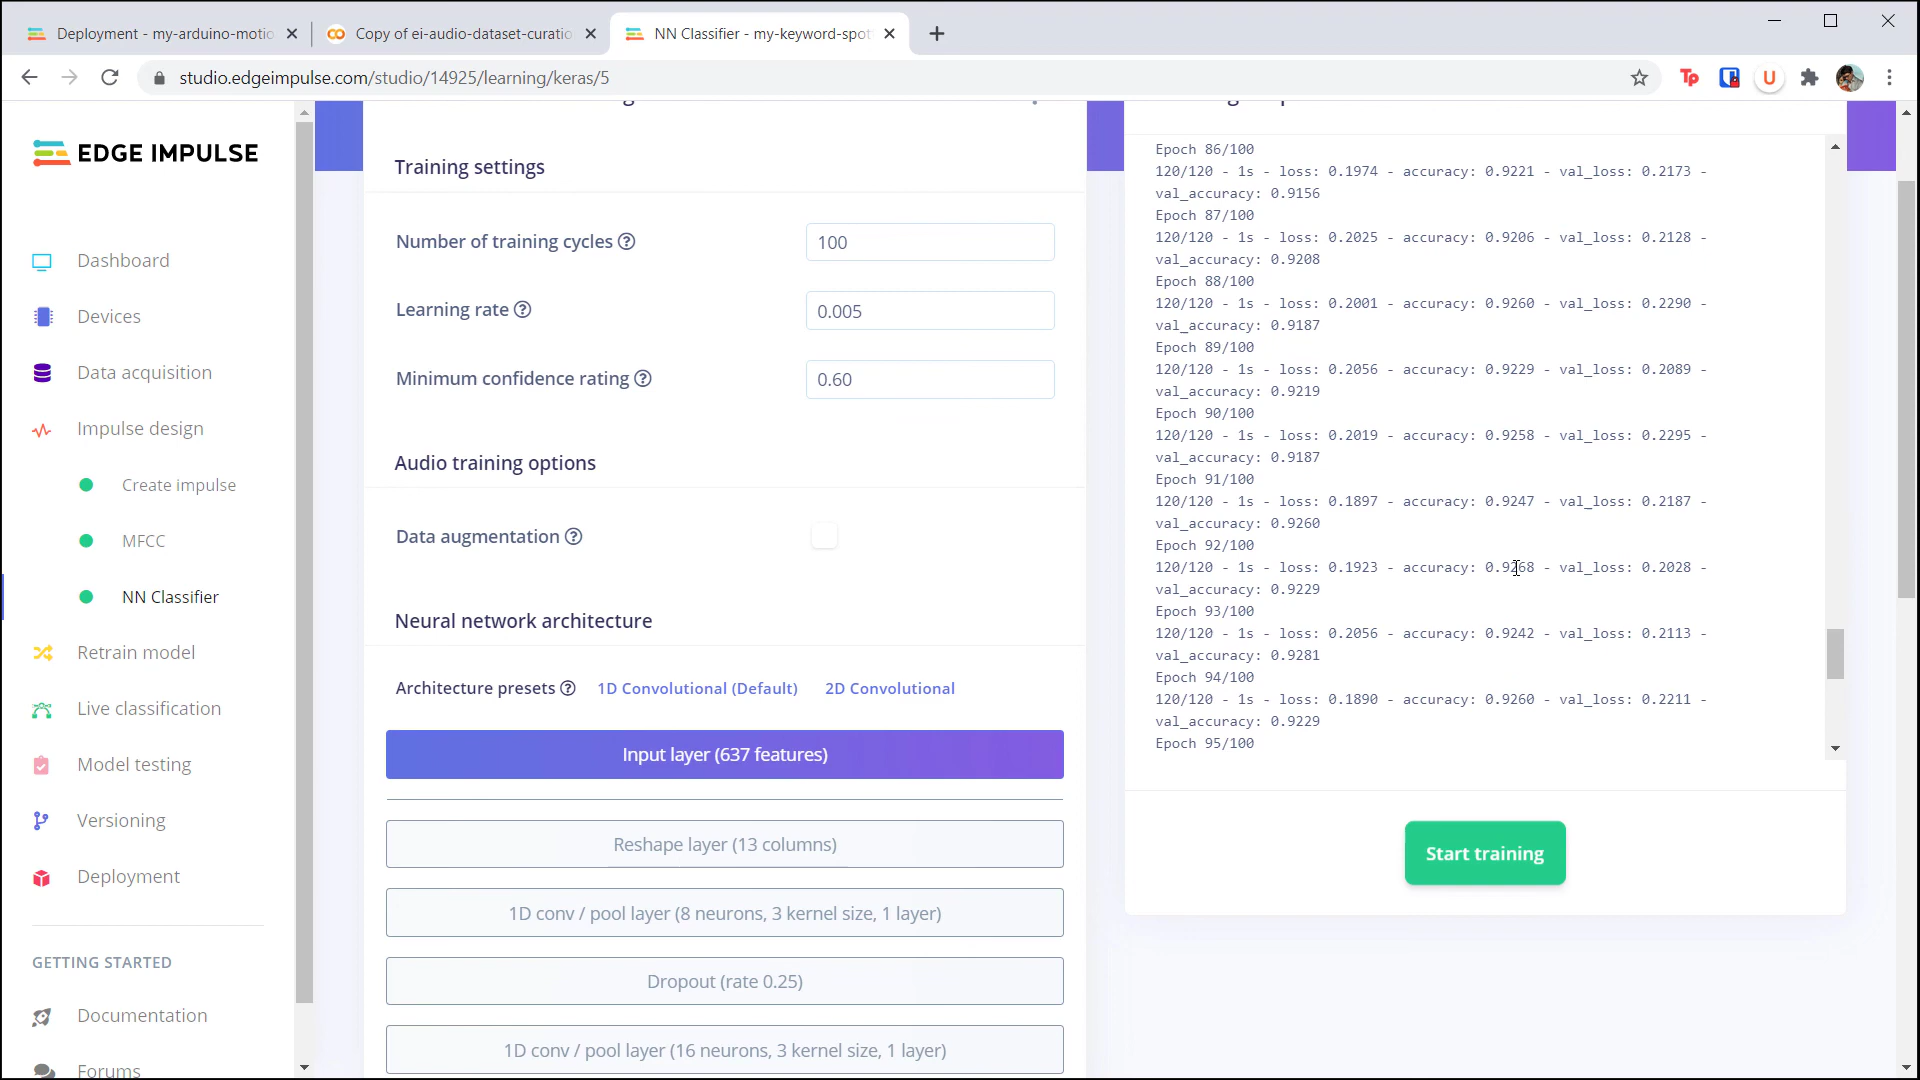 Deployment - my-arduino-motio
Copy of ei-audio-dataset-curatio
NN Classifier - my-keyword-spot
studio.edgeimpulse.com/studio/14925/learning/keras/5
Tp
U
EDGE IMPULSE
Dashboard
Devices
Data acquisition
Impulse design
Create impulse
MFCC
NN Classifier
Retrain model
Live classification
Model testing
Versioning
Deployment
GETTING STARTED
Documentation
Forums
Training settings
Number of training cycles
100
Learning rate
0.005
Minimum confidence rating
0.60
Audio training options
Data augmentation
Neural network architecture
Architecture presets 1D Convolutional (Default) 2D Convolutional
Input layer (637 features)
Reshape layer (13 columns)
1D conv / pool layer (8 neurons, 3 kernel size, 1 layer)
Dropout (rate 0.25)
1D conv / pool layer (16 neurons, 3 kernel size, 1 layer)
Epoch 86/100
120/120 - 1s - loss: 0.1974 - accuracy: 0.9221 - val_loss: 0.2173 -
val_accuracy: 0.9156
Epoch 87/100
120/120 - 1s - loss: 0.2025 - accuracy: 0.9206 - val_loss: 0.2128 -
val_accuracy: 0.9208
Epoch 88/100
120/120 - 1s - loss: 0.2001 - accuracy: 0.9260 - val_loss: 0.2290 -
val_accuracy: 0.9187
Epoch 89/100
120/120 - 1s - loss: 0.2056 - accuracy: 0.9229 - val_loss: 0.2089 -
val_accuracy: 0.9219
Epoch 90/100
120/120 - 1s - loss: 0.2019 - accuracy: 0.9258 - val_loss: 0.2295 -
val_accuracy: 0.9187
Epoch 91/100
120/120 - 1s - loss: 0.1897 - accuracy: 0.9247 - val_loss: 0.2187 -
val_accuracy: 0.9260
Epoch 92/100
120/120 - 1s - loss: 0.1923 - accuracy: 0.9268 - val_loss: 0.2028 -
val_accuracy: 0.9229
Epoch 93/100
120/120 - 1s - loss: 0.2056 - accuracy: 0.9242 - val_loss: 0.2113 -
val_accuracy: 0.9281
Epoch 94/100
120/120 - 1s - loss: 0.1890 - accuracy: 0.9260 - val_loss: 0.2211 -
val_accuracy: 0.9229
Epoch 95/100
Start training